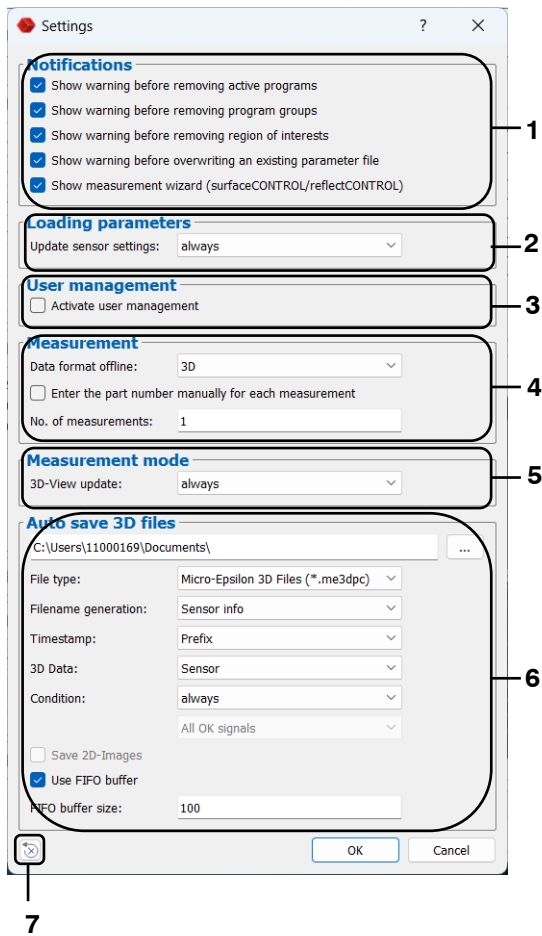 Settings
?
Notifications
Show warning before removing active programs
Show warning before removing program groups
Show warning before removing region of interests
Show warning before overwriting an existing parameter file
Show measurement wizard (surfaceCONTROL/reflectCONTROL)
1
Loading parameters
Update sensor settings: always
2
User management
Activate user management
3
Measurement
Data format offline: 3D
Enter the part number manually for each measurement
No. of measurements: 1
4
Measurement mode
3D-View update: always
5
Auto save 3D files
C:\Users\11000169\Documents\ ...
File type: Micro-Epsilon 3D Files (*.me3dpc)
Filename generation: Sensor info
Timestamp: Prefix
3D Data: Sensor
Condition: always
All OK signals
Save 2D-Images
Use FIFO buffer
FIFO buffer size: 100
6
OK Cancel
7